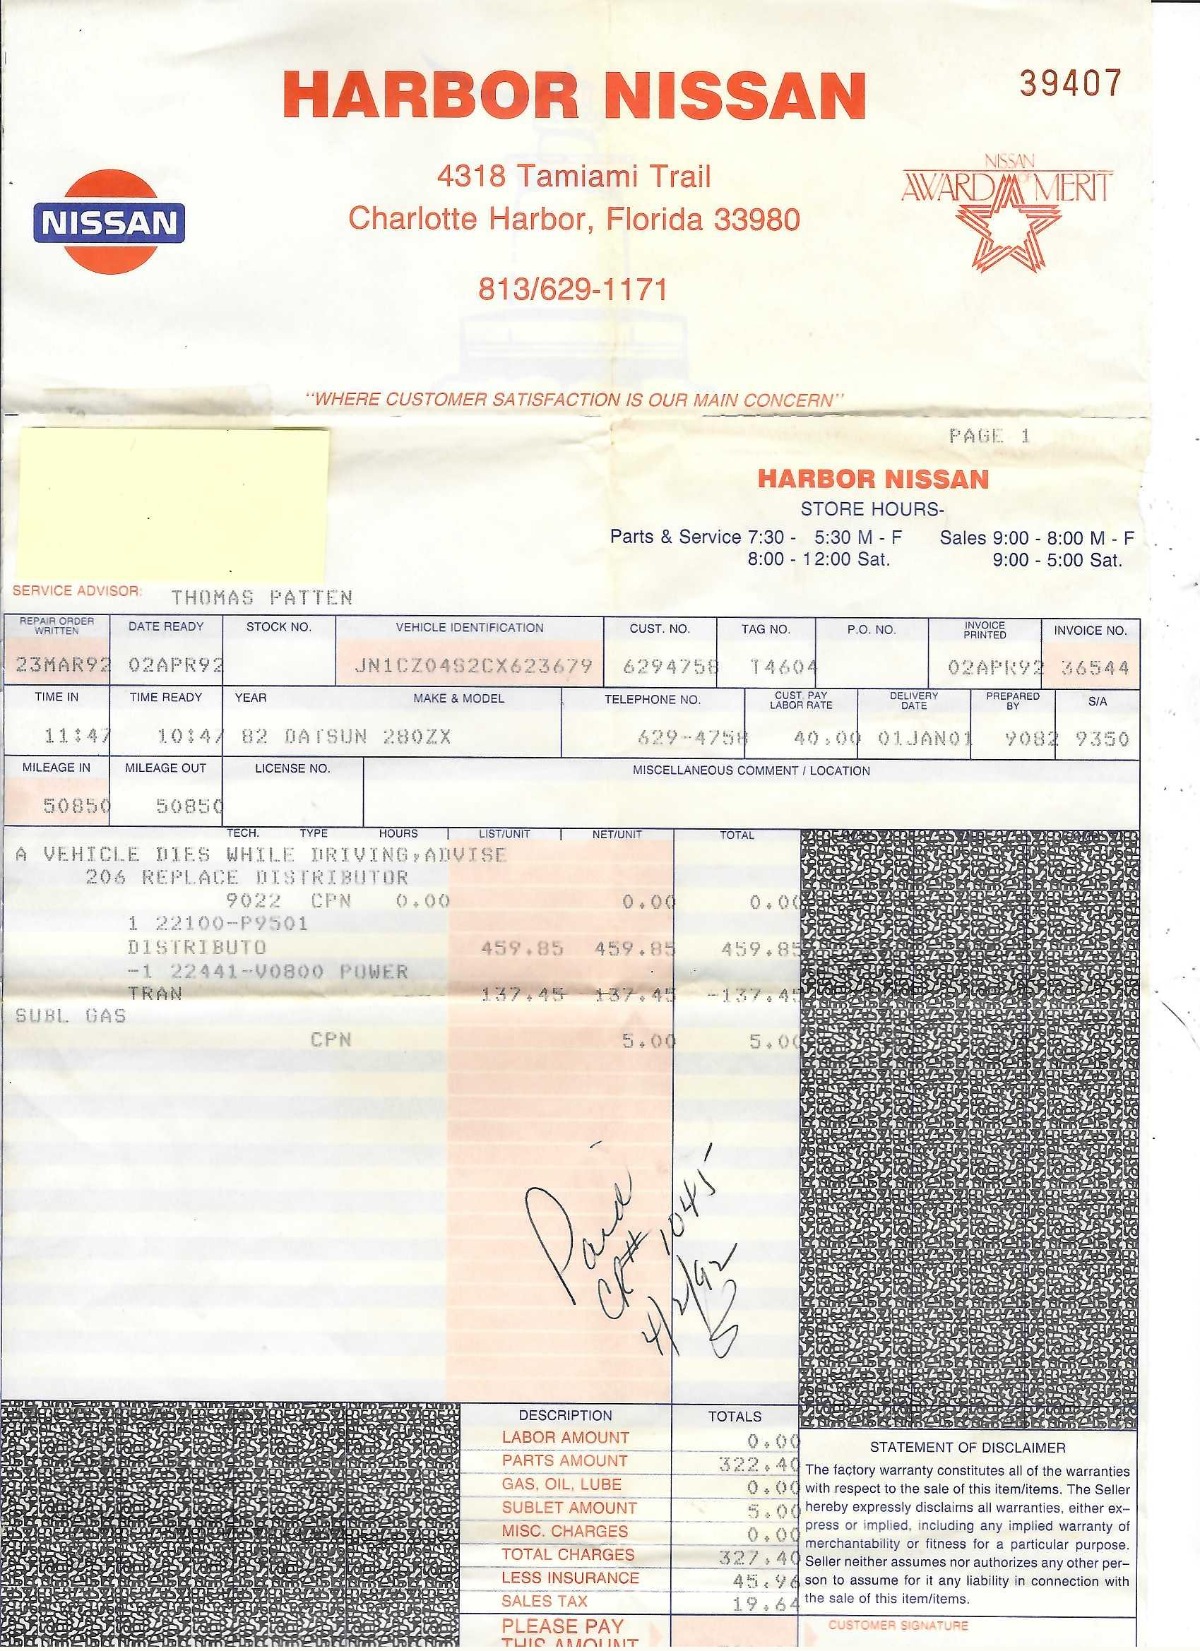 HARBOR NISSAN
39407
4318 Tamiami Trail
Charlotte Harbor, Florida 33980
813/629-1171
NISSAN
NISSAN
AWARD OF MERIT
"WHERE CUSTOMER SATISFACTION IS OUR MAIN CONCERN"
PAGE 1
HARBOR NISSAN
STORE HOURS-
Parts & Service 7:30 - 5:30 M - F Sales 9:00 - 8:00 M - F
8:00 - 12:00 Sat. 9:00 - 5:00 Sat.
SERVICE ADVISOR: THOMAS PATTEN
REPAIR ORDER WRITTEN DATE READY STOCK NO. VEHICLE IDENTIFICATION CUST. NO. TAG NO. P.O. NO. INVOICE PRINTED INVOICE NO.
23MAR92 02APR92 JN1CZ04S2CX623679 6294758 T4604 02APR92 36544
TIME IN TIME READY YEAR MAKE & MODEL TELEPHONE NO. CUST. PAY LABOR RATE DELIVERY DATE PREPARED BY S/A
11:47 10:47 82 DATSUN 280ZX 629-4758 40.00 01JAN01 9082 9350
MILEAGE IN MILEAGE OUT LICENSE NO. MISCELLANEOUS COMMENT / LOCATION
50850 50850
TECH. TYPE HOURS LIST/UNIT NET/UNIT TOTAL
A VEHICLE DIES WHILE DRIVING,ADVISE
206 REPLACE DISTRIBUTOR
9022 CPN 0.00 0.00 0.00
1 22100-P9501
DISTRIBUTO 459.85 459.85 459.85
-1 22441-V0800 POWER
TRAN 137.45 137.45 -137.45
SUBL GAS
CPN 5.00 5.00
Paid
CK# 1045
4/2/92
DESCRIPTION TOTALS
LABOR AMOUNT 0.00
PARTS AMOUNT 322.40
GAS, OIL, LUBE 0.00
SUBLET AMOUNT 5.00
MISC. CHARGES 0.00
TOTAL CHARGES 327.40
LESS INSURANCE 45.96
SALES TAX 19.64
PLEASE PAY
THIS AMOUNT
STATEMENT OF DISCLAIMER
The factory warranty constitutes all of the warranties
with respect to the sale of this item/items. The Seller
hereby expressly disclaims all warranties, either ex-
press or implied, including any implied warranty of
merchantability or fitness for a particular purpose.
Seller neither assumes nor authorizes any other per-
son to assume for it any liability in connection with
the sale of this item/items.
CUSTOMER SIGNATURE